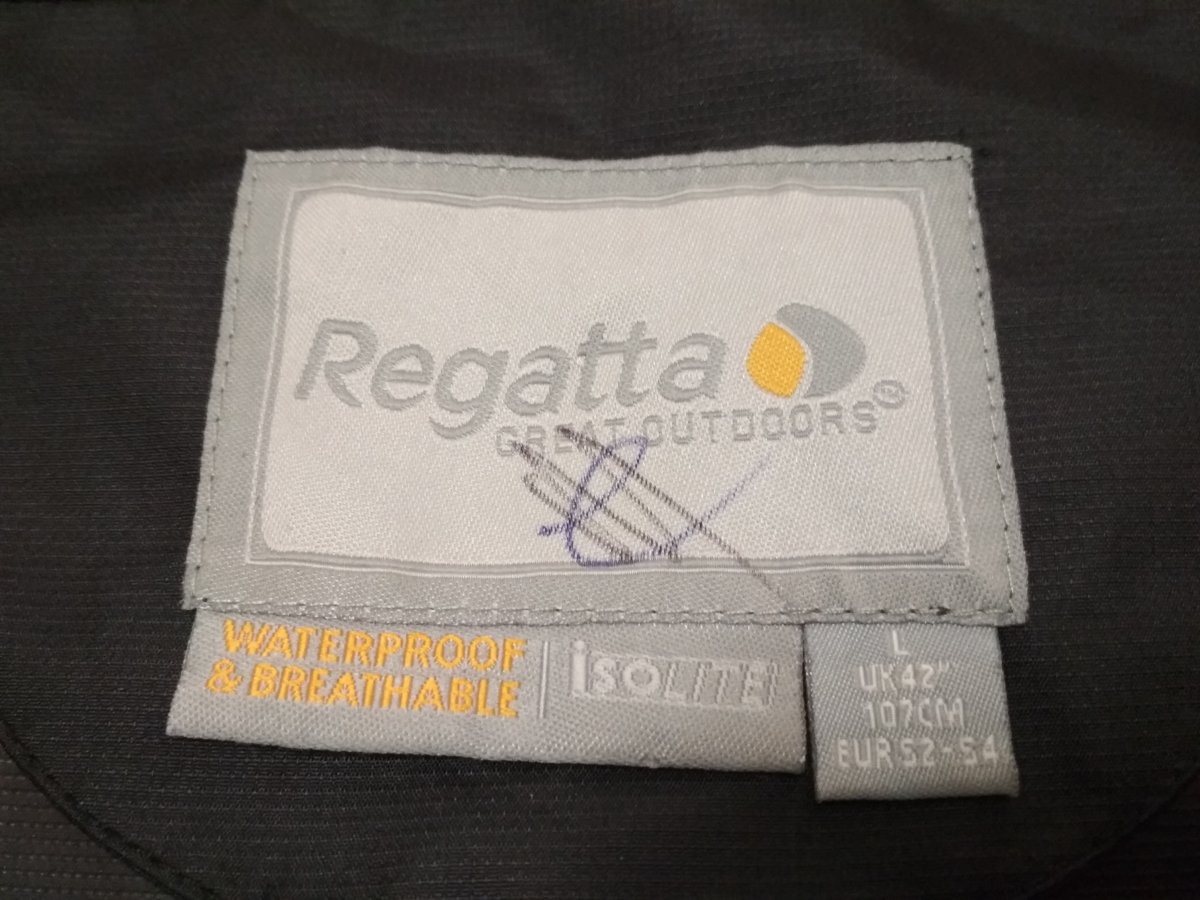 Regatta
GREAT OUTDOORS®
WATERPROOF
& BREATHABLE
isoLITE
L
UK42"
107CM
EUR52-54